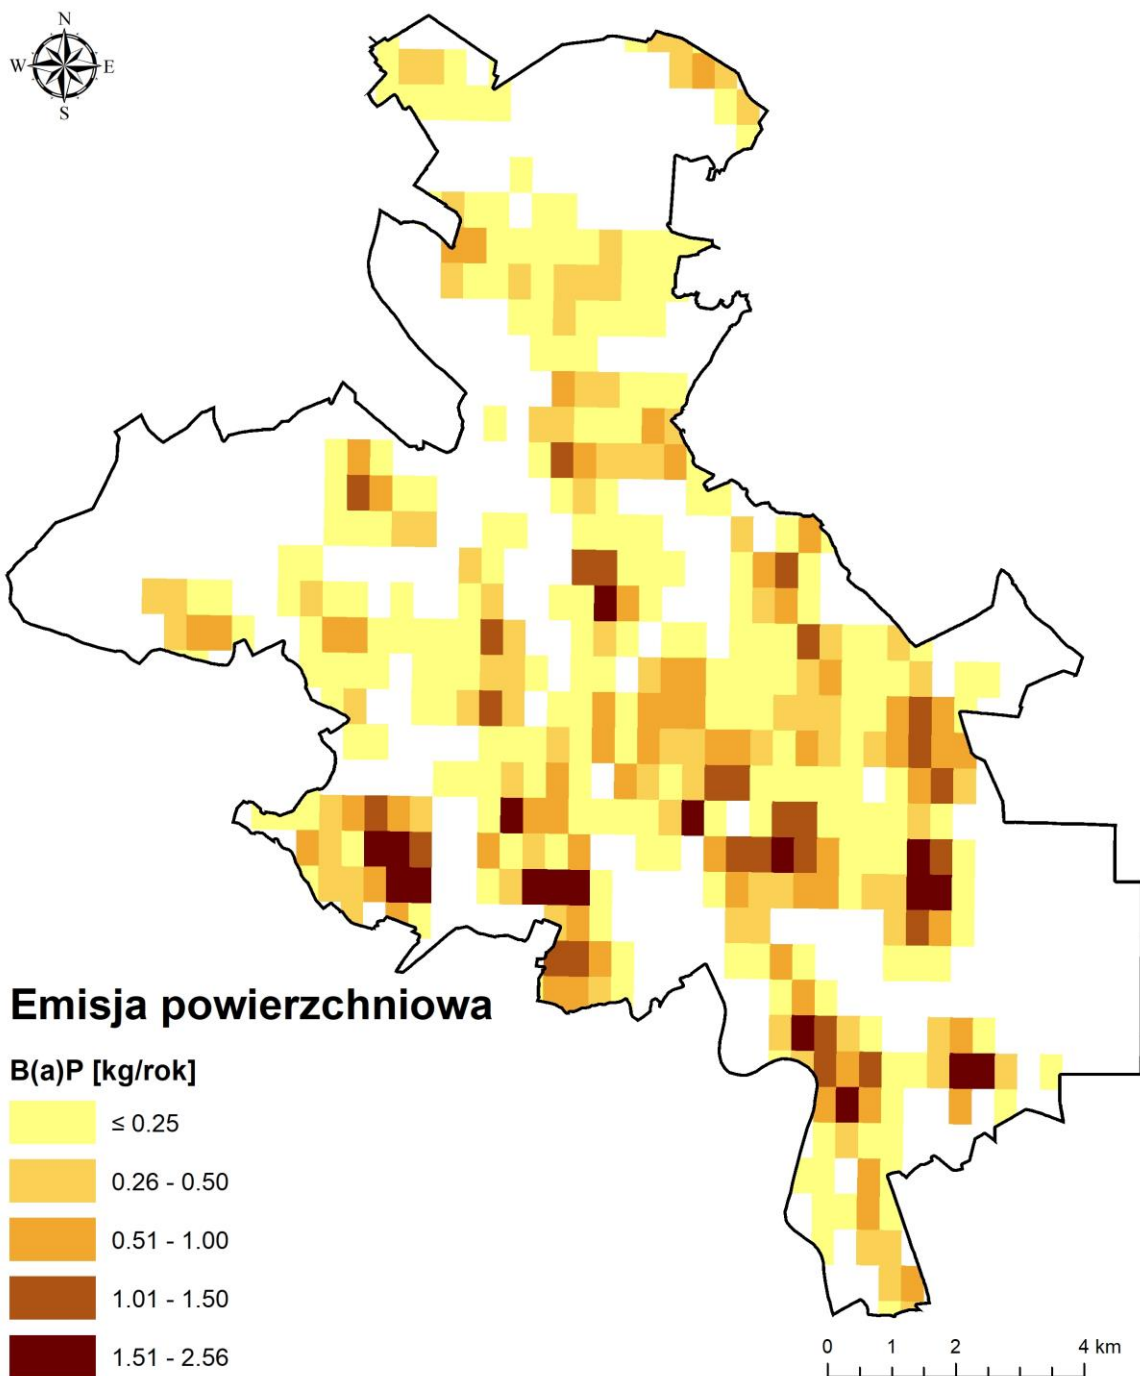 N
W E
S
Emisja powierzchniowa
B(a)P [kg/rok]
≤ 0.25
0.26 - 0.50
0.51 - 1.00
1.01 - 1.50
1.51 - 2.56
0 1 2 4 km